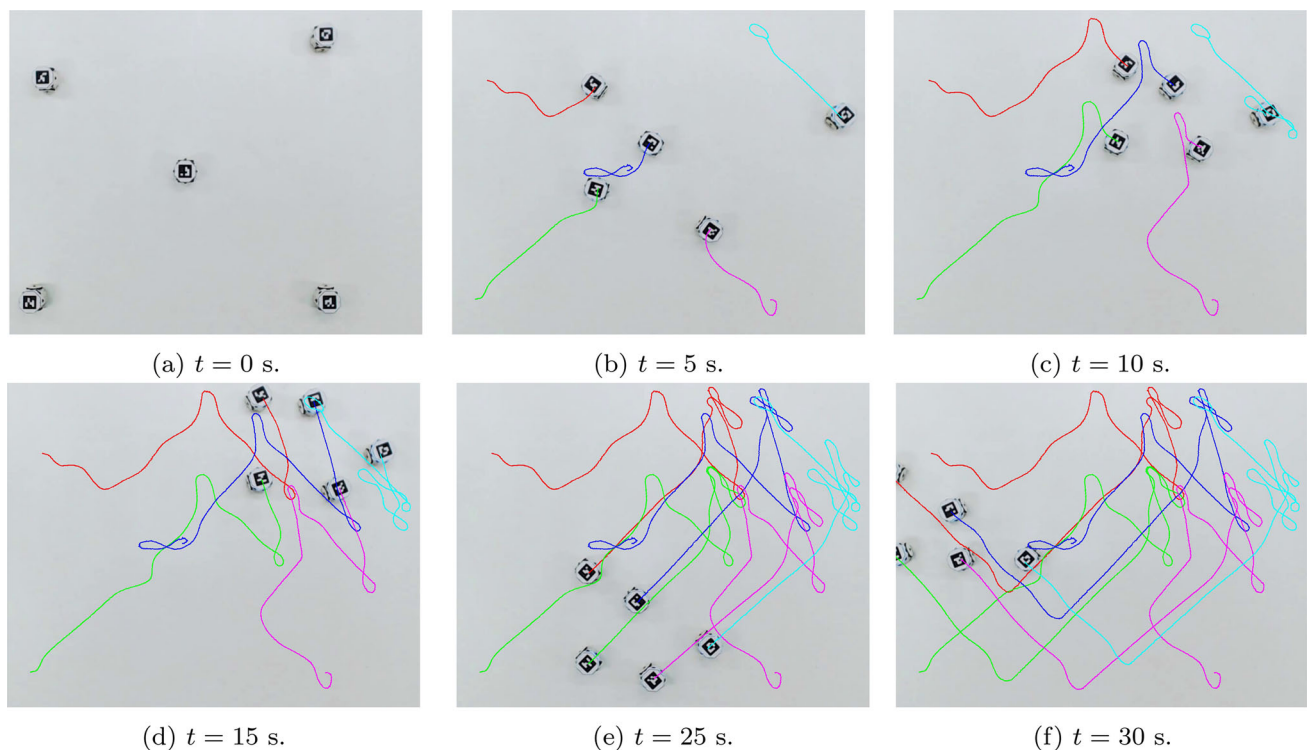 (a) t = 0 s.
(b) t = 5 s.
(c) t = 10 s.
(d) t = 15 s.
(e) t = 25 s.
(f) t = 30 s.